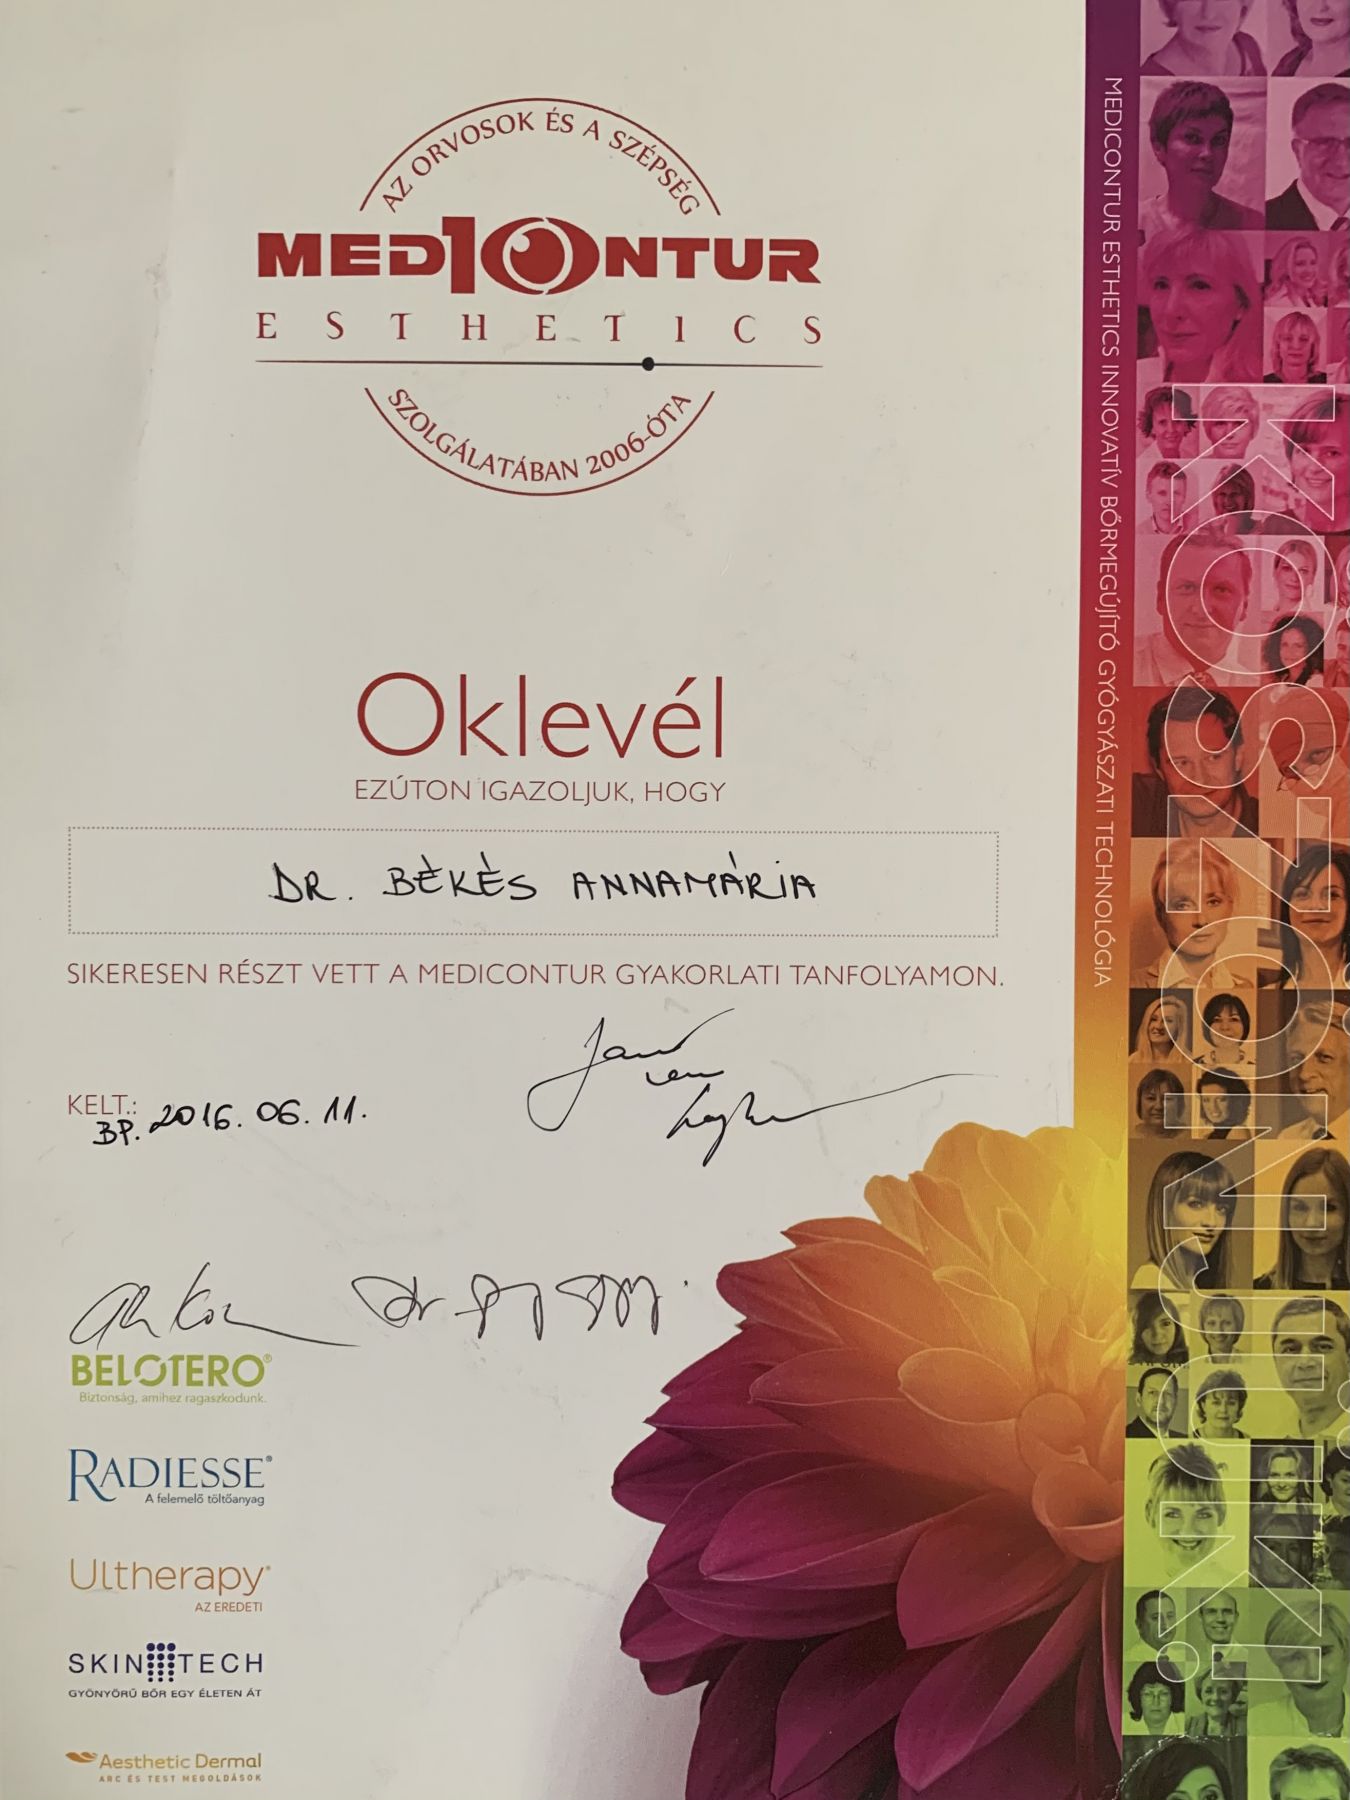 AZ ORVOSOK ÉS A SZÉPSÉG
MED10NTUR
ESTHETICS
SZOLGÁLATÁBAN 2006-ÓTA
Oklevél
EZÚTON IGAZOLJUK, HOGY
DR. BÉKÉS ANNAMÁRIA
SIKERESEN RÉSZT VETT A MEDICONTUR GYAKORLATI TANFOLYAMON.
KELT.:
BP. 2016. 06. 11.
BELOTERO®
Biztonság, amihez ragaszkodunk.
RADIESSE®
A felemelő töltőanyag
Ultherapy®
AZ EREDETI
SKIN TECH
GYÖNYÖRŰ BŐR EGY ÉLETEN ÁT
Aesthetic Dermal
ARC ÉS TEST MEGOLDÁSOK
MEDICONTUR ESTHETICS INNOVATÍV BŐRMEGÚJÍTÓ GYÓGYÁSZATI TECHNOLÓGIA
KÖSZÖNJÜK!